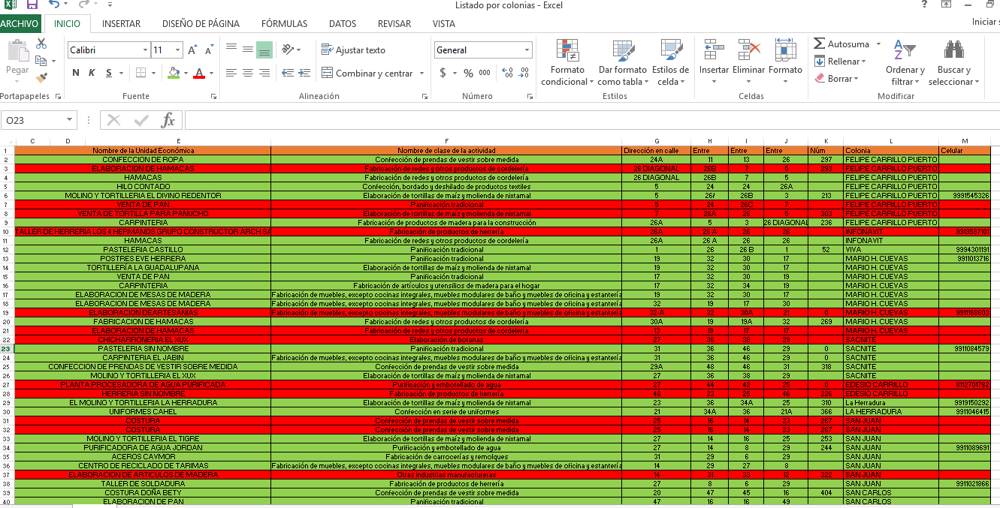 Listado por colonias - Excel
ARCHIVO INICIO INSERTAR DISEÑO DE PÁGINA FÓRMULAS DATOS REVISAR VISTA Iniciar s
Pegar Calibri 11 Ajustar texto General Formato condicional Dar formato como tabla Estilos de celda Insertar Eliminar Formato Autosuma Rellenar Borrar Ordenar y filtrar Buscar y seleccionar
N K S Combinar y centrar $ % 000
Portapapeles Fuente Alineación Número Estilos Celdas Modificar
O23 fx
C D E F G H I J K L M
1 Nombre de la Unidad Económica Nombre de clase de la actividad Dirección en calle Entre Entre Entre Núm Colonia Celular
2 CONFECCION DE ROPA Confección de prendas de vestir sobre medida 24A 11 13 26 297 FELIPE CARRILLO PUERTO
3 ELABORACION DE HAMACAS Fabricación de redes y otros productos de cordelería 26 DIAGONAL 26B 7 5 293 FELIPE CARRILLO PUERTO
4 HAMACAS Fabricación de redes y otros productos de cordelería 26 DIAGONAL 26B 7 5 FELIPE CARRILLO PUERTO
5 HILO CONTADO Confección, bordado y deshilado de productos textiles 5 24 24 26A FELIPE CARRILLO PUERTO
6 MOLINO Y TORTILLERIA EL DIVINO REDENTOR Elaboración de tortillas de maíz y molienda de nixtamal 5 26B 3 213 FELIPE CARRILLO PUERTO 9991545326
7 VENTA DE PAN Panificación tradicional 5 24 26C 7 FELIPE CARRILLO PUERTO
8 VENTA DE TORTILLA PARA PANUCHO Elaboración de tortillas de maíz y molienda de nixtamal 7 26A 26 5 303 FELIPE CARRILLO PUERTO
9 CARPINTERIA Fabricación de productos de madera para la construcción 26A 5 3 26 DIAGONAL 236 FELIPE CARRILLO PUERTO
10 TALLER DE HERRERIA LOS 4 HERMANOS GRUPO CONSTRUCTOR ARCH SA Fabricación de productos de herrería 26A 26 A 26 26 INFONAVIT 9919597101
11 HAMACAS Fabricación de redes y otros productos de cordelería 26A 26 A 26 26 INFONAVIT
12 PASTELERIA CASTILLO Panificación tradicional 1 26 26 B 1 52 VIVA 9994301191
13 POSTRES EVE HERRERA Panificación tradicional 19 32 30 17 MARIO H. CUEVAS 9911013716
14 TORTILLERÍA LA GUADALUPANA Elaboración de tortillas de maíz y molienda de nixtamal 19 32 30 17 MARIO H. CUEVAS
15 VENTA DE PAN Panificación tradicional 17 32 30 19 MARIO H. CUEVAS
16 CARPINTERIA Fabricación de artículos y utensilios de madera para el hogar 17 32 34 19 MARIO H. CUEVAS
17 ELABORACION DE MESAS DE MADERA Fabricación de muebles, excepto cocinas integrales, muebles modulares de baño y muebles de oficina y estantería 19 32 30 17 MARIO H. CUEVAS
18 ELABORACION DE MESAS DE MADERA Fabricación de muebles, excepto cocinas integrales, muebles modulares de baño y muebles de oficina y estantería 32 19 17 30 MARIO H. CUEVAS
19 ELABORACION DE ARTESANIAS Fabricación de muebles, excepto cocinas integrales, muebles modulares de baño y muebles de oficina y estantería 32 A 32 30A 21 0 MARIO H. CUEVAS 9911168603
20 FABRICACION DE HAMACAS Fabricación de redes y otros productos de cordelería 30A 19 19A 32 269 MARIO H. CUEVAS
21 ELABORACION DE HAMACAS Fabricación de redes y otros productos de cordelería 13 19 17 17 MARIO H. CUEVAS
22 CHICHARRONERIA EL XUX Elaboración de botanas 27 36 38 29 SACNITE
23 PASTELERIA SIN NOMBRE Panificación tradicional 31 36 46 29 0 SACNITE 9911084579
24 CARPINTERIA EL JABIN Fabricación de muebles, excepto cocinas integrales, muebles modulares de baño y muebles de oficina y estantería 31 36 46 29 0 SACNITE
25 CONFECCION DE PRENDAS DE VESTIR SOBRE MEDIDA Confección de prendas de vestir sobre medida 29A 48 46 31 318 SACNITE
26 MOLINO Y TORTILLERIA EL XUX Elaboración de tortillas de maíz y molienda de nixtamal 27 36 38 29 SACNITE
27 PLANTA PROCESADORA DE AGUA PURIFICADA Purificación y embotellado de agua 27 44 42 25 0 EDESIO CARRILLO 8112701782
28 HERRERIA SIN NOMBRE Fabricación de productos de herrería 48 23 25 46 226 EDESIO CARRILLO
29 EL MOLINO Y TORTILLERIA LA HERRADURA Elaboración de tortillas de maíz y molienda de nixtamal 23 36 34A 25 310 La Herradura 9919150292
30 UNIFORMES CAHEL Confección en serie de uniformes 21 34A 36 21A 366 LA HERRADURA 9911046415
31 COSTURA Confección de prendas de vestir sobre medida 25 16 14 23 267 SAN JUAN
32 COSTURA Confección de prendas de vestir sobre medida 25 16 14 23 267 SAN JUAN
33 MOLINO Y TORTILLERIA EL TIGRE Elaboración de tortillas de maíz y molienda de nixtamal 27 14 16 25 253 SAN JUAN
34 PURIFICADORA DE AGUA JORDAN Purificación y embotellado de agua 27 14 8 29 244 SAN JUAN 9911089691
35 ACEROS CAVMOR Fabricación de carrocerías y remolques 31 29 6 29 SAN JUAN
36 CENTRO DE RECICLADO DE TARIMAS Fabricación de muebles, excepto cocinas integrales, muebles modulares de baño y muebles de oficina y estantería 14 29 27 8 SAN JUAN
37 ELABORACION DE ARTICULOS DE MADERA Otras industrias manufactureras 14 31 33 12 322 SAN JUAN
38 TALLER DE SOLDADURA Fabricación de productos de herrería 27 8 6 29 SAN JUAN 9911021866
39 COSTURA DOÑA BETY Confección de prendas de vestir sobre medida 20 47 45 16 404 SAN CARLOS
40 ELABORACION DE PAN Panificación tradicional 47 16 16 49 SAN CARLOS